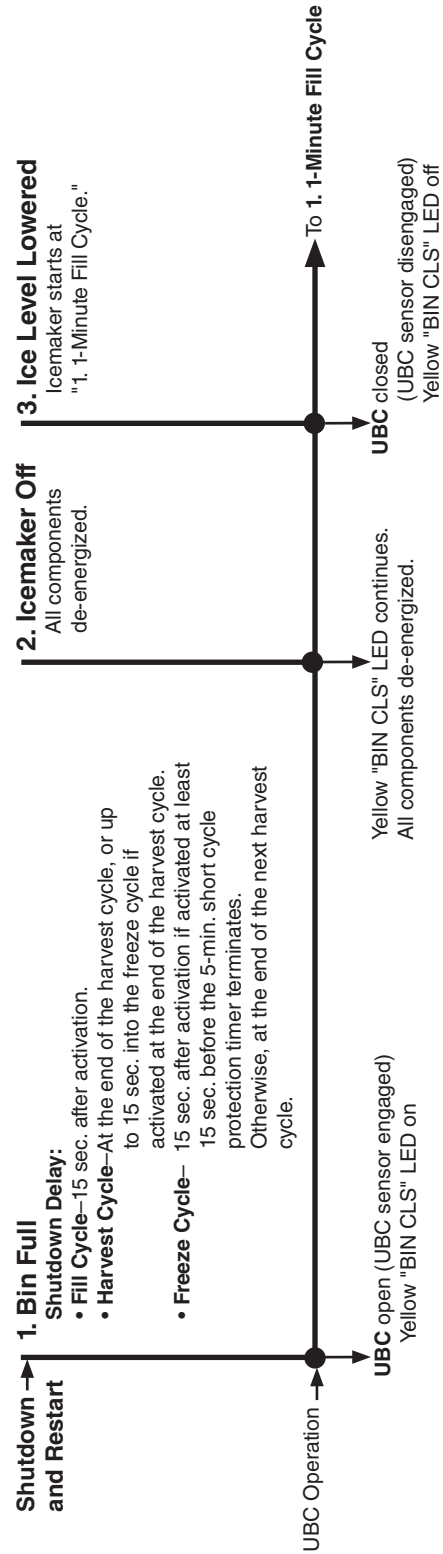 Shutdown
and Restart
1. Bin Full
Shutdown Delay:
• Fill Cycle–15 sec. after activation.
• Harvest Cycle–At the end of the harvest cycle, or up
to 15 sec. into the freeze cycle if
activated at the end of the harvest cycle.
• Freeze Cycle– 15 sec. after activation if activated at least
15 sec. before the 5-min. short cycle
protection timer terminates.
Otherwise, at the end of the next harvest
cycle.
2. Icemaker Off
All components
de-energized.
3. Ice Level Lowered
Icemaker starts at
"1. 1-Minute Fill Cycle."
UBC Operation
To 1. 1-Minute Fill Cycle
UBC open (UBC sensor engaged)
Yellow "BIN CLS" LED on
Yellow "BIN CLS" LED continues.
All components de-energized.
UBC closed
(UBC sensor disengaged)
Yellow "BIN CLS" LED off